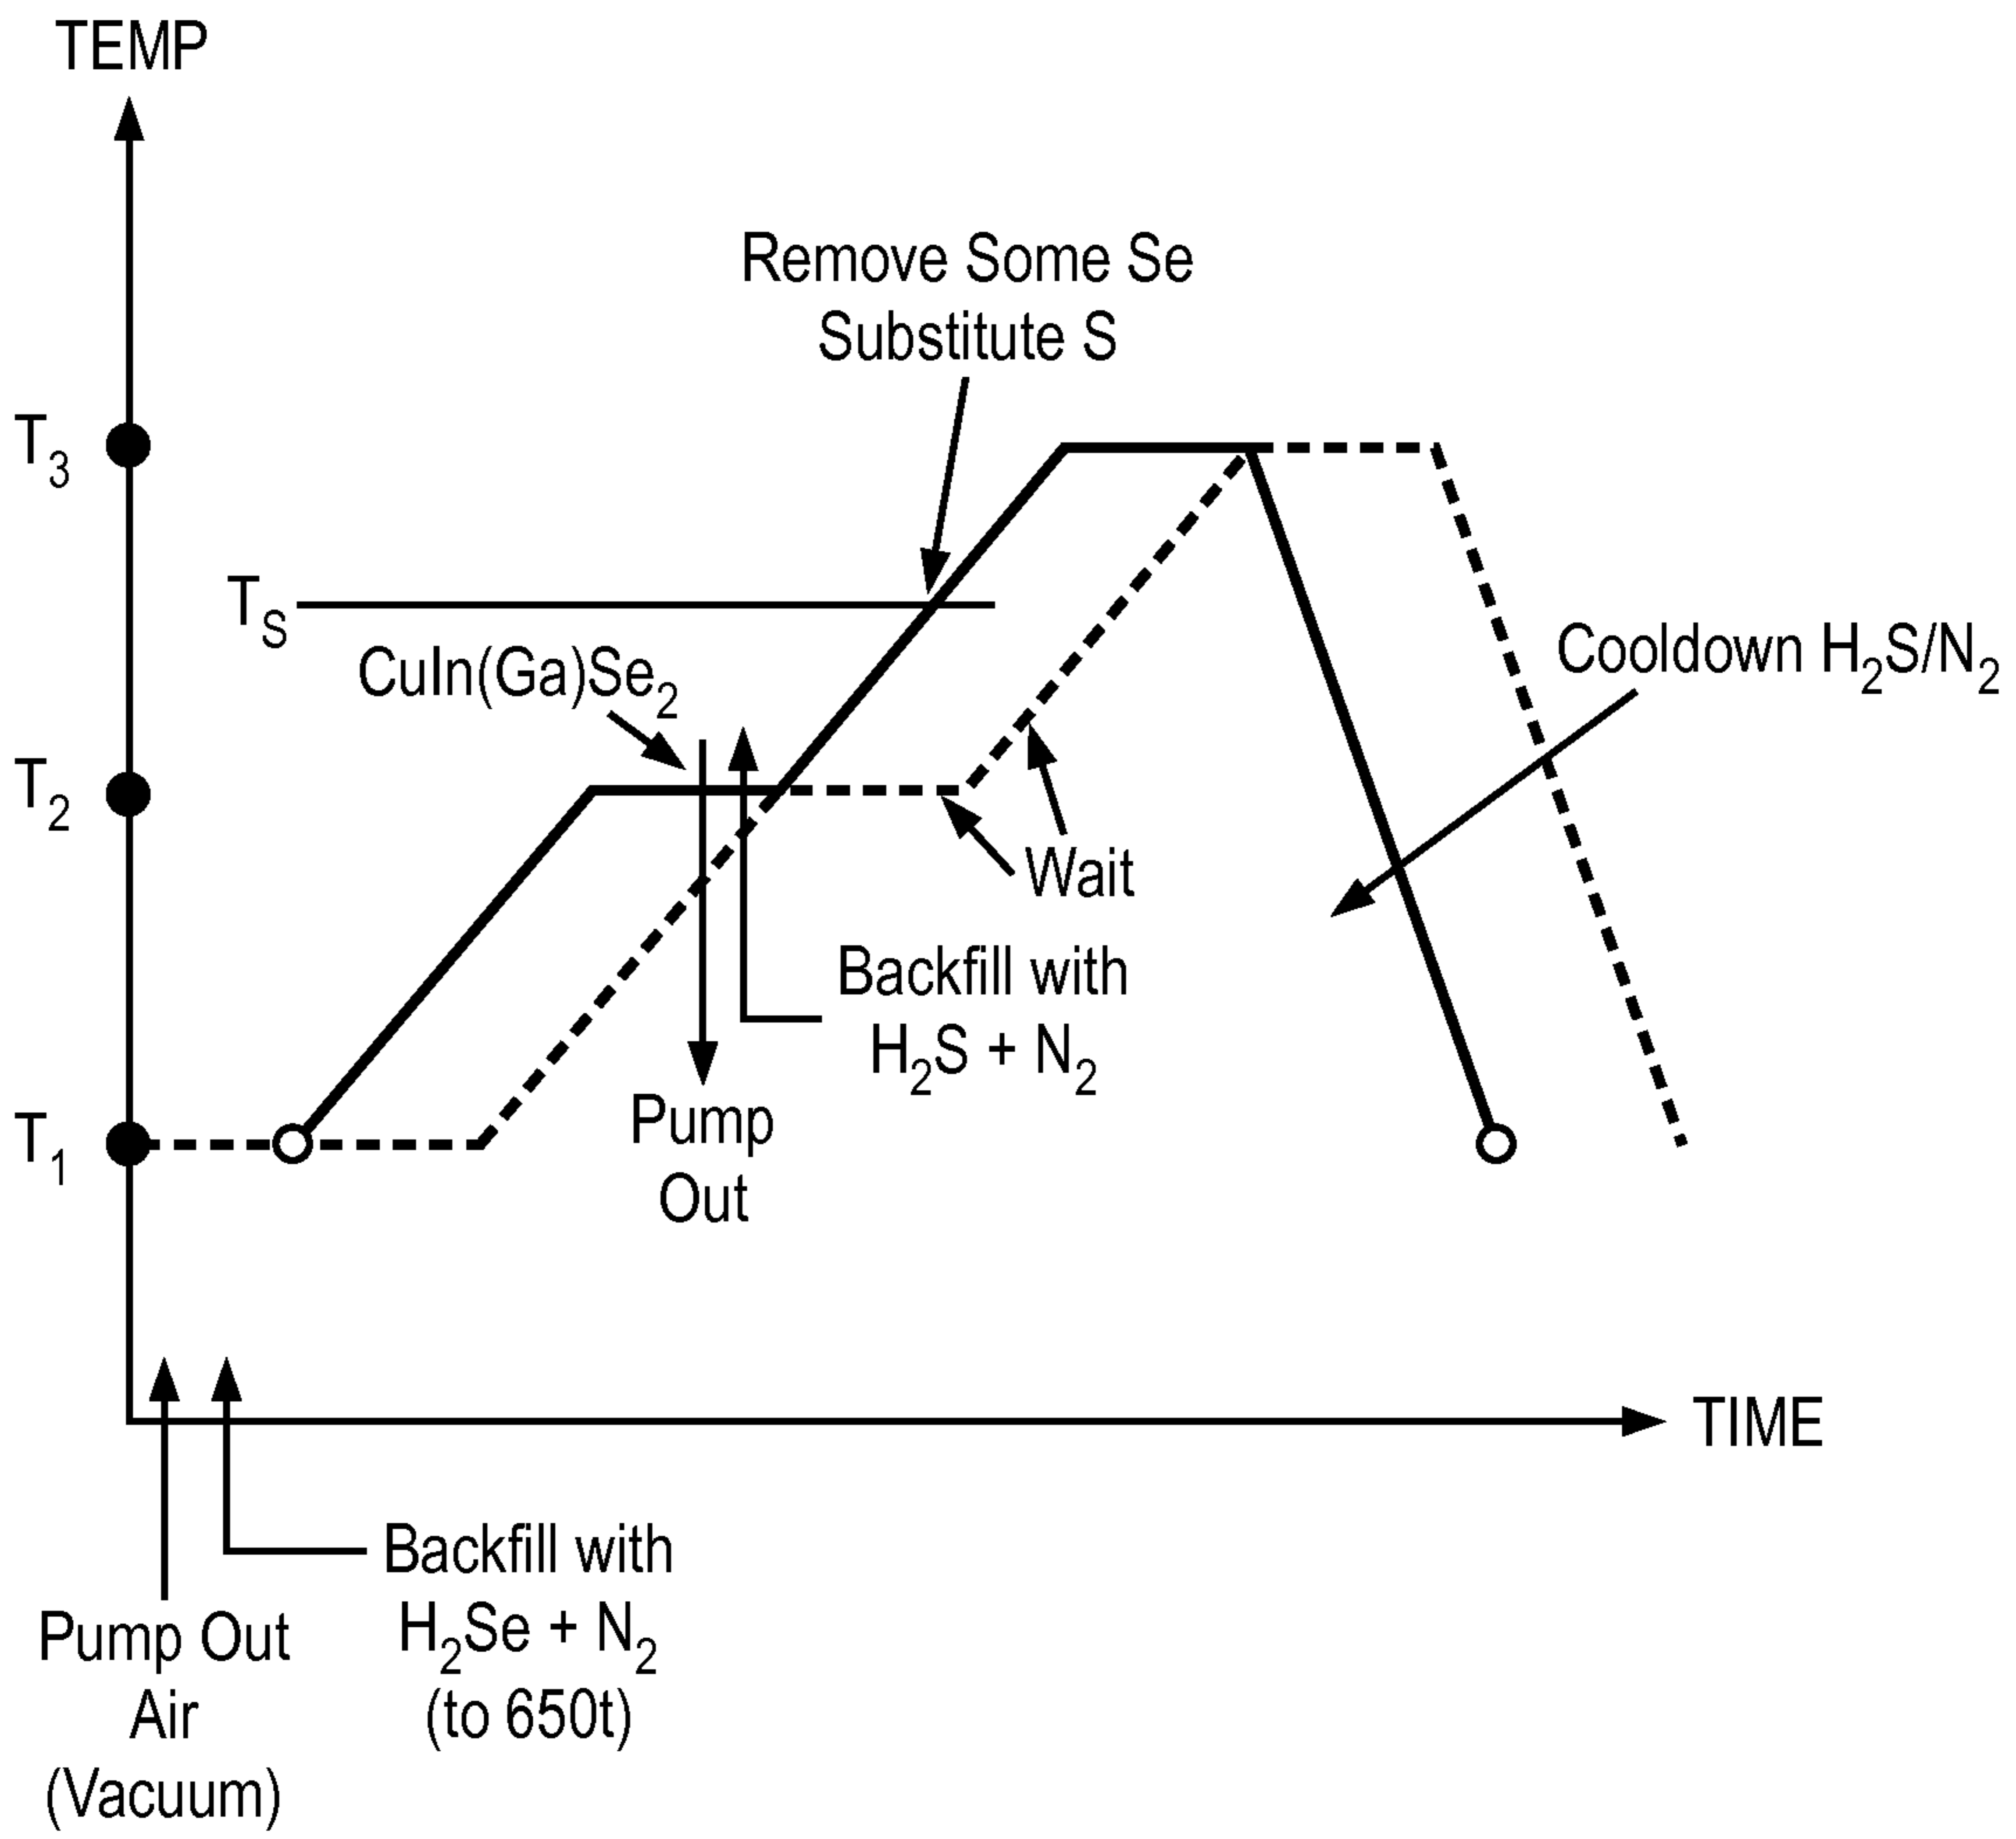 TEMP
Remove Some Se
Substitute S
T3
TS
CuIn(Ga)Se2
Cooldown H2S/N2
T2
Wait
Backfill with
H2S + N2
Pump
Out
T1
TIME
Backfill with
H2Se + N2
(to 650t)
Pump Out
Air
(Vacuum)